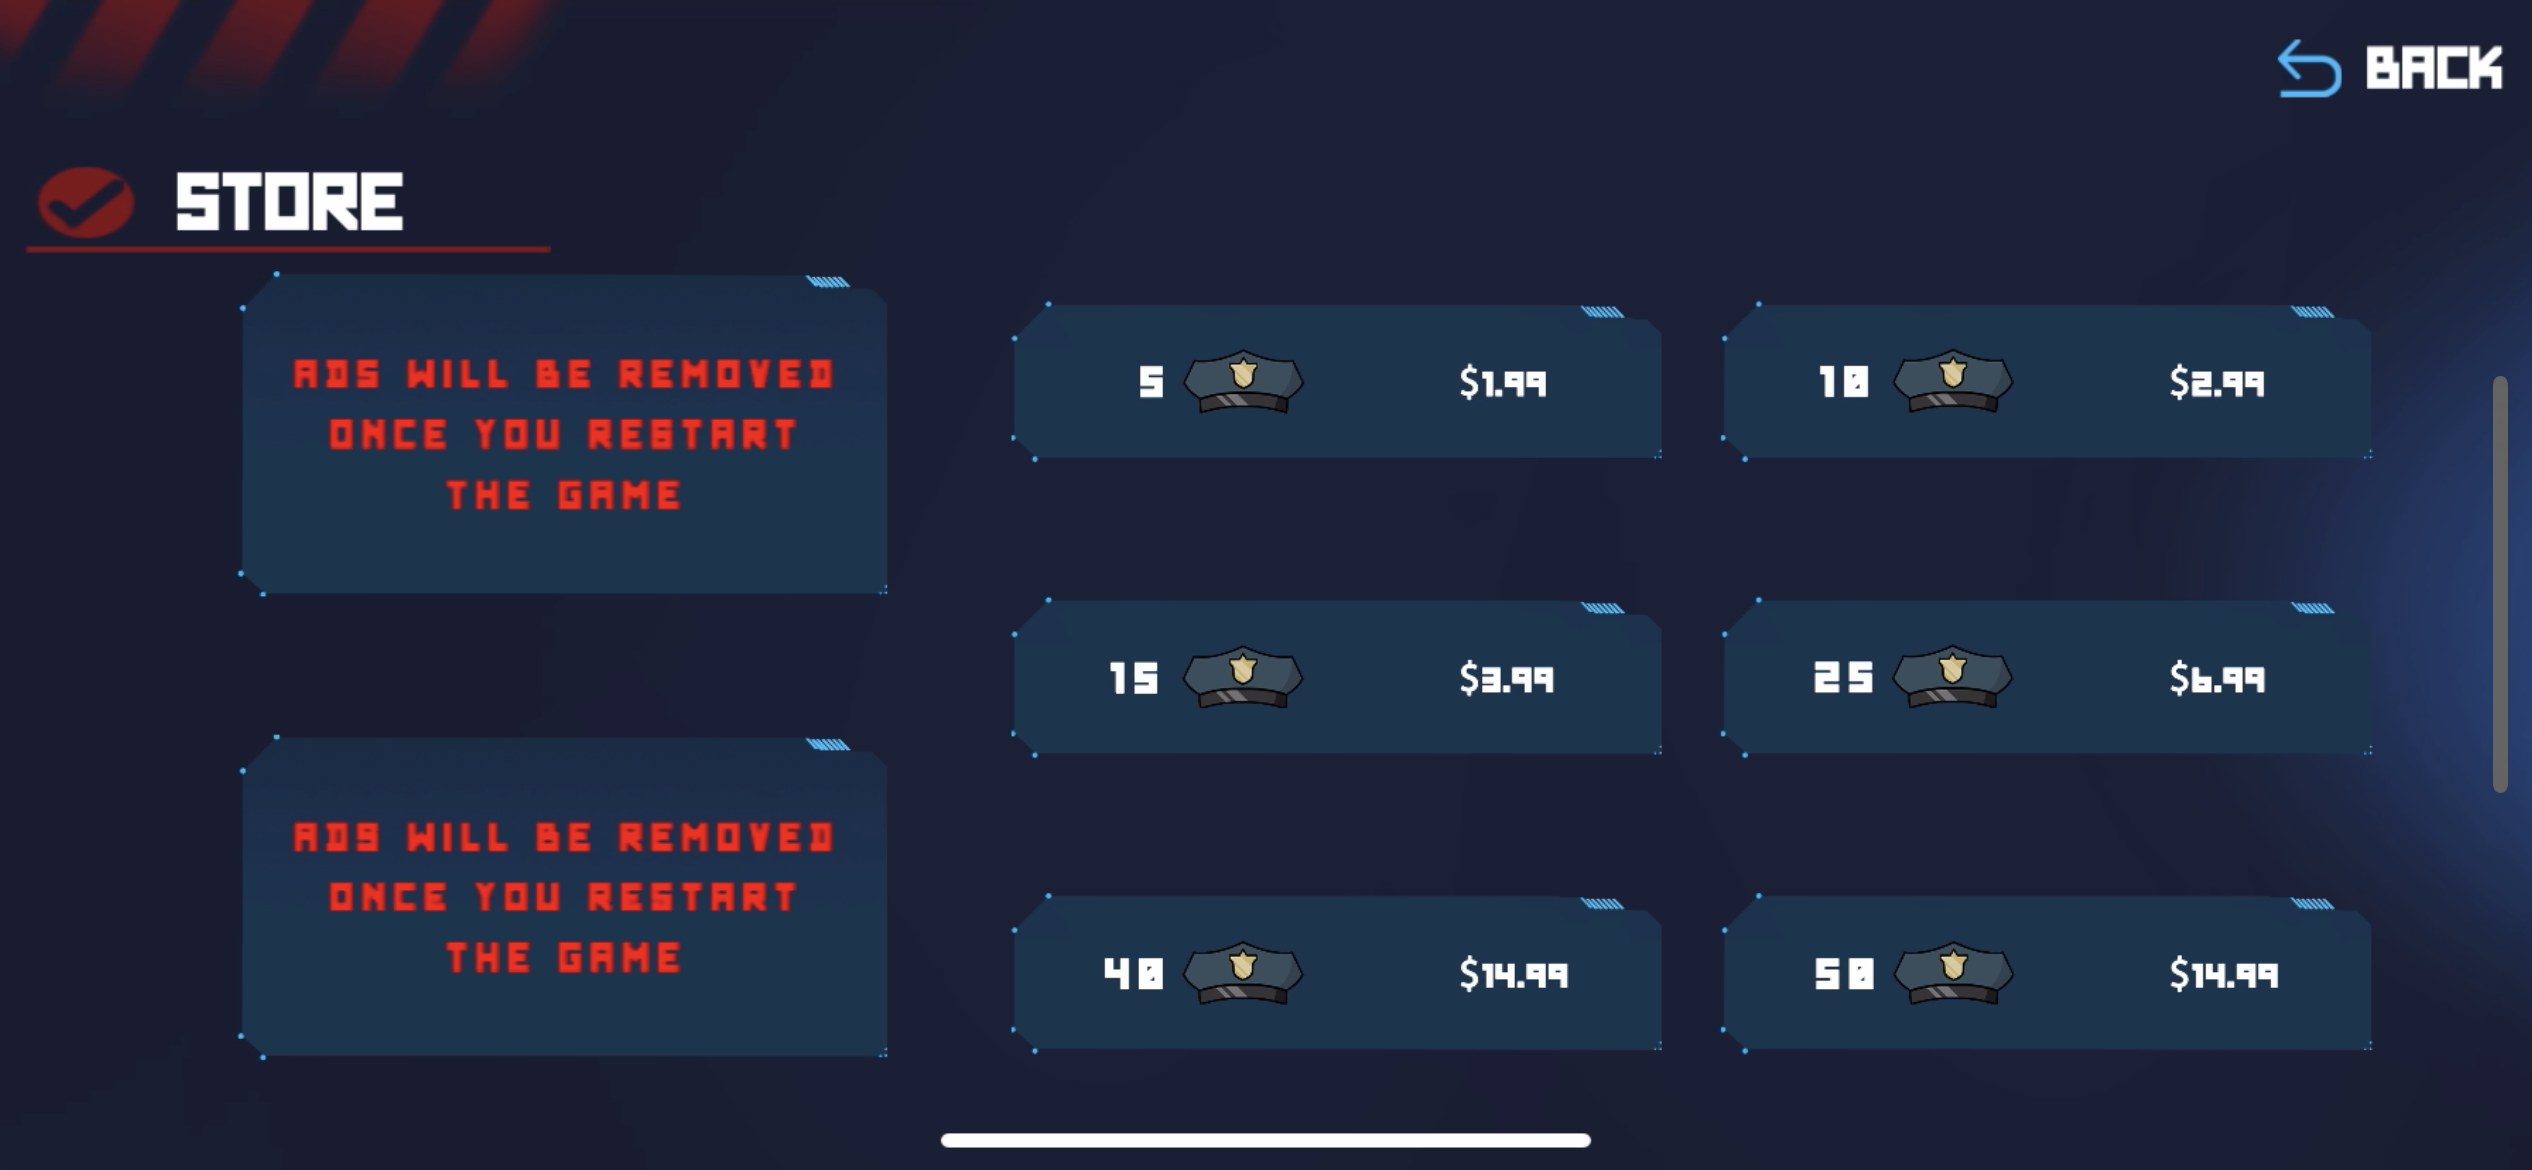 BACK
STORE
ADS WILL BE REMOVED
ONCE YOU RESTART
THE GAME
5 $1.99
10 $2.99
15 $3.99
25 $6.99
ADS WILL BE REMOVED
ONCE YOU RESTART
THE GAME
40 $14.99
50 $14.99